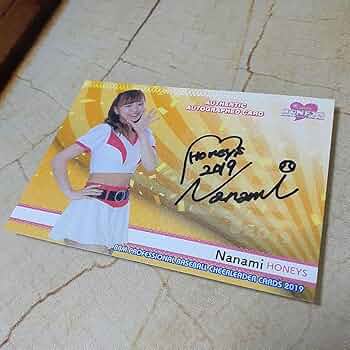 AUTHENTIC
AUTOGRAPHED CARD
HONEYS
Honeys
2019
Nanami
Nanami HONEYS
BBM PROFESSIONAL BASEBALL CHEERLEADER CARDS 2019